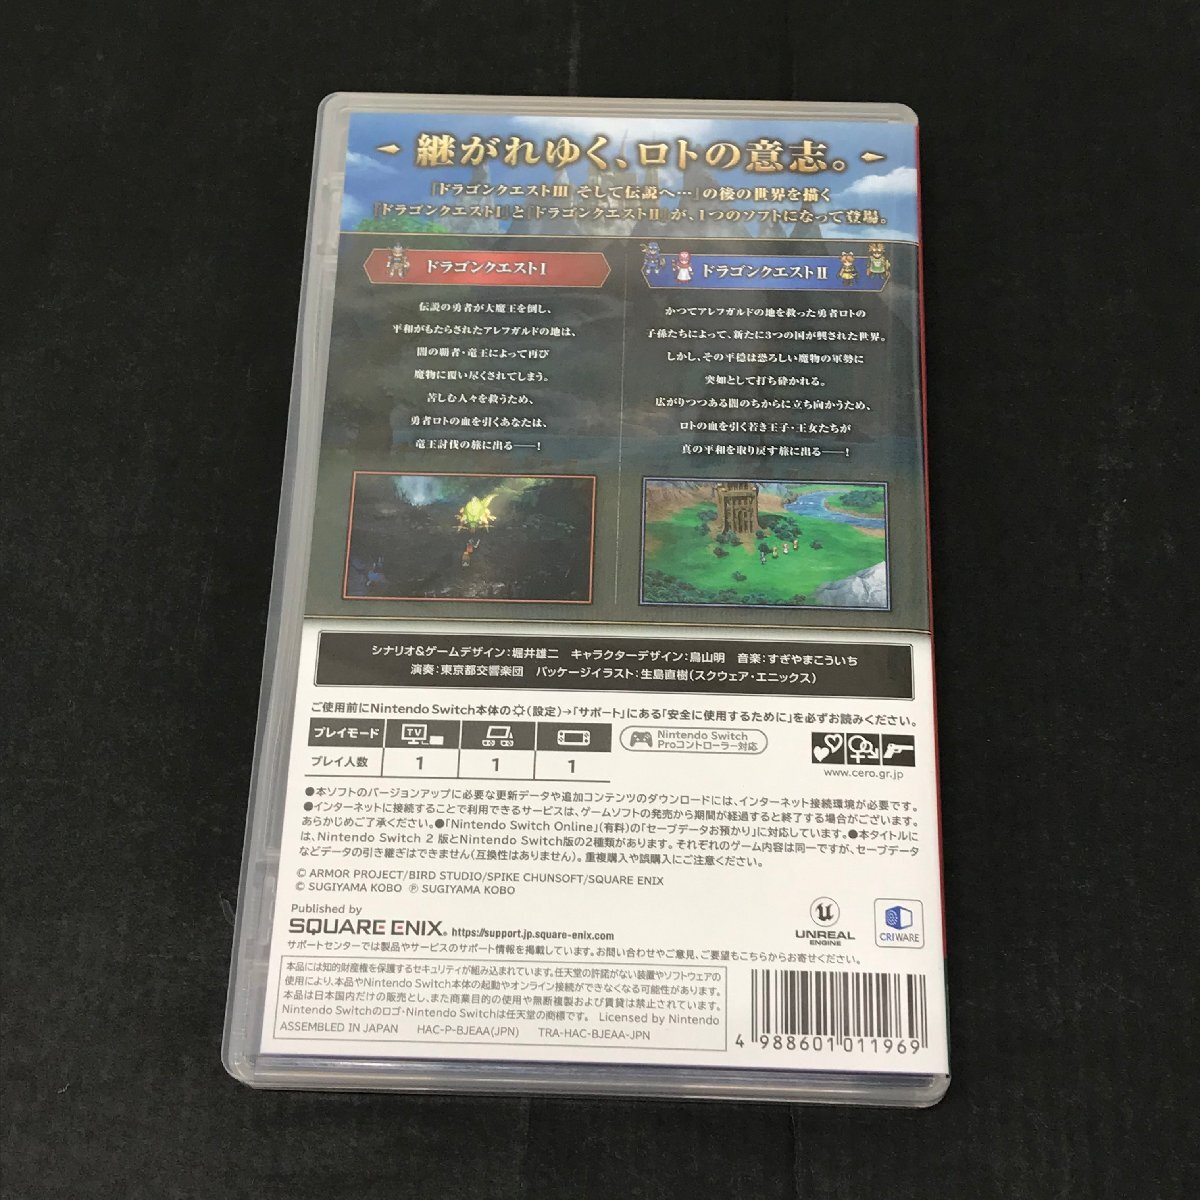 継がれゆく、ロトの意志。
『ドラゴンクエストIII そして伝説へ…』の後の世界を描く
『ドラゴンクエストI』と『ドラゴンクエストII』が、1つのソフトになって登場。
ドラゴンクエストI
伝説の勇者が大魔王を倒し、
平和がもたらされたアレフガルドの地は、
闇の覇者・竜王によって再び
魔物に覆い尽くされてしまう。
苦しむ人々を救うため、
勇者ロトの血を引くあなたは、
竜王討伐の旅に出る――！
ドラゴンクエストII
かつてアレフガルドの地を救った勇者ロトの
子孫たちによって、新たに3つの国が興された世界。
しかし、その平穏は恐ろしい魔物の軍勢に
突如として打ち砕かれる。
広がりつつある闇のちからに立ち向かうため、
ロトの血を引く若き王子・王女たちが
真の平和を取り戻す旅に出る――！
シナリオ&ゲームデザイン：堀井雄二 キャラクターデザイン：鳥山明 音楽：すぎやまこういち
演奏：東京都交響楽団 パッケージイラスト：生島直樹(スクウェア・エニックス)
ご使用前にNintendo Switch本体の(設定)→「サポート」にある「安全に使用するために」を必ずお読みください。
プレイモード TV
プレイ人数 1 1 1
Nintendo Switch
Proコントローラー対応
www.cero.gr.jp
●本ソフトのバージョンアップに必要な更新データや追加コンテンツのダウンロードには、インターネット接続環境が必要です。
●インターネットに接続することで利用できるサービスは、ゲームソフトの発売から期間が経過すると終了する場合がございます。
あらかじめご了承ください。●「Nintendo Switch Online」(有料)の「セーブデータお預かり」に対応しています。●本タイトルに
は、Nintendo Switch 2 版とNintendo Switch版の2種類があります。それぞれのゲーム内容は同一ですが、セーブデータ
などデータの引き継ぎはできません(互換性はありません)。重複購入や誤購入にご注意ください。
© ARMOR PROJECT/BIRD STUDIO/SPIKE CHUNSOFT/SQUARE ENIX
© SUGIYAMA KOBO ℗ SUGIYAMA KOBO
Published by
SQUARE ENIX. https://support.jp.square-enix.com
UNREAL
ENGINE
CRIWARE
サポートセンターでは製品やサービスのサポート情報を掲載しています。お問い合わせやご意見、ご要望もこちらからお寄せください。
本品には知的財産権を保護するセキュリティが組み込まれています。任天堂の許諾がない装置やソフトウェアの
使用により、本品やNintendo Switch本体の起動やオンライン接続ができなくなる可能性があります。
本品は日本国内だけの販売とし、また商業目的の使用や無断複製および賃貸は禁止されています。
Nintendo Switchのロゴ・Nintendo Switchは任天堂の商標です。 Licensed by Nintendo
ASSEMBLED IN JAPAN HAC-P-BJEAA(JPN) TRA-HAC-BJEAA-JPN
4 988601 011969